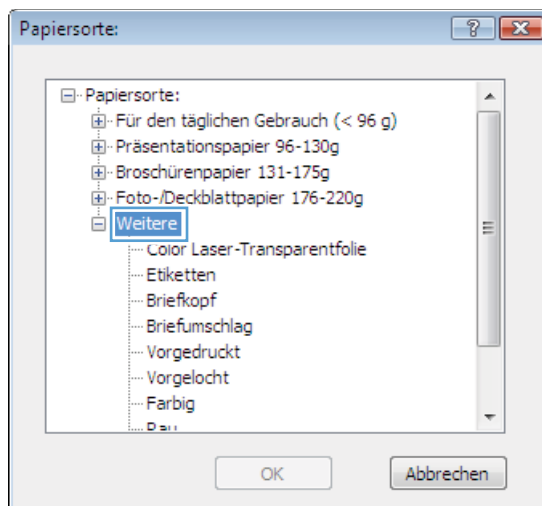 Papiersorte:
Papiersorte:
Für den täglichen Gebrauch (< 96 g)
Präsentationspapier 96-130g
Broschürenpapier 131-175g
Foto-/Deckblattpapier 176-220g
Weitere
Color Laser-Transparentfolie
Etiketten
Briefkopf
Briefumschlag
Vorgedruckt
Vorgelocht
Farbig
OK
Abbrechen